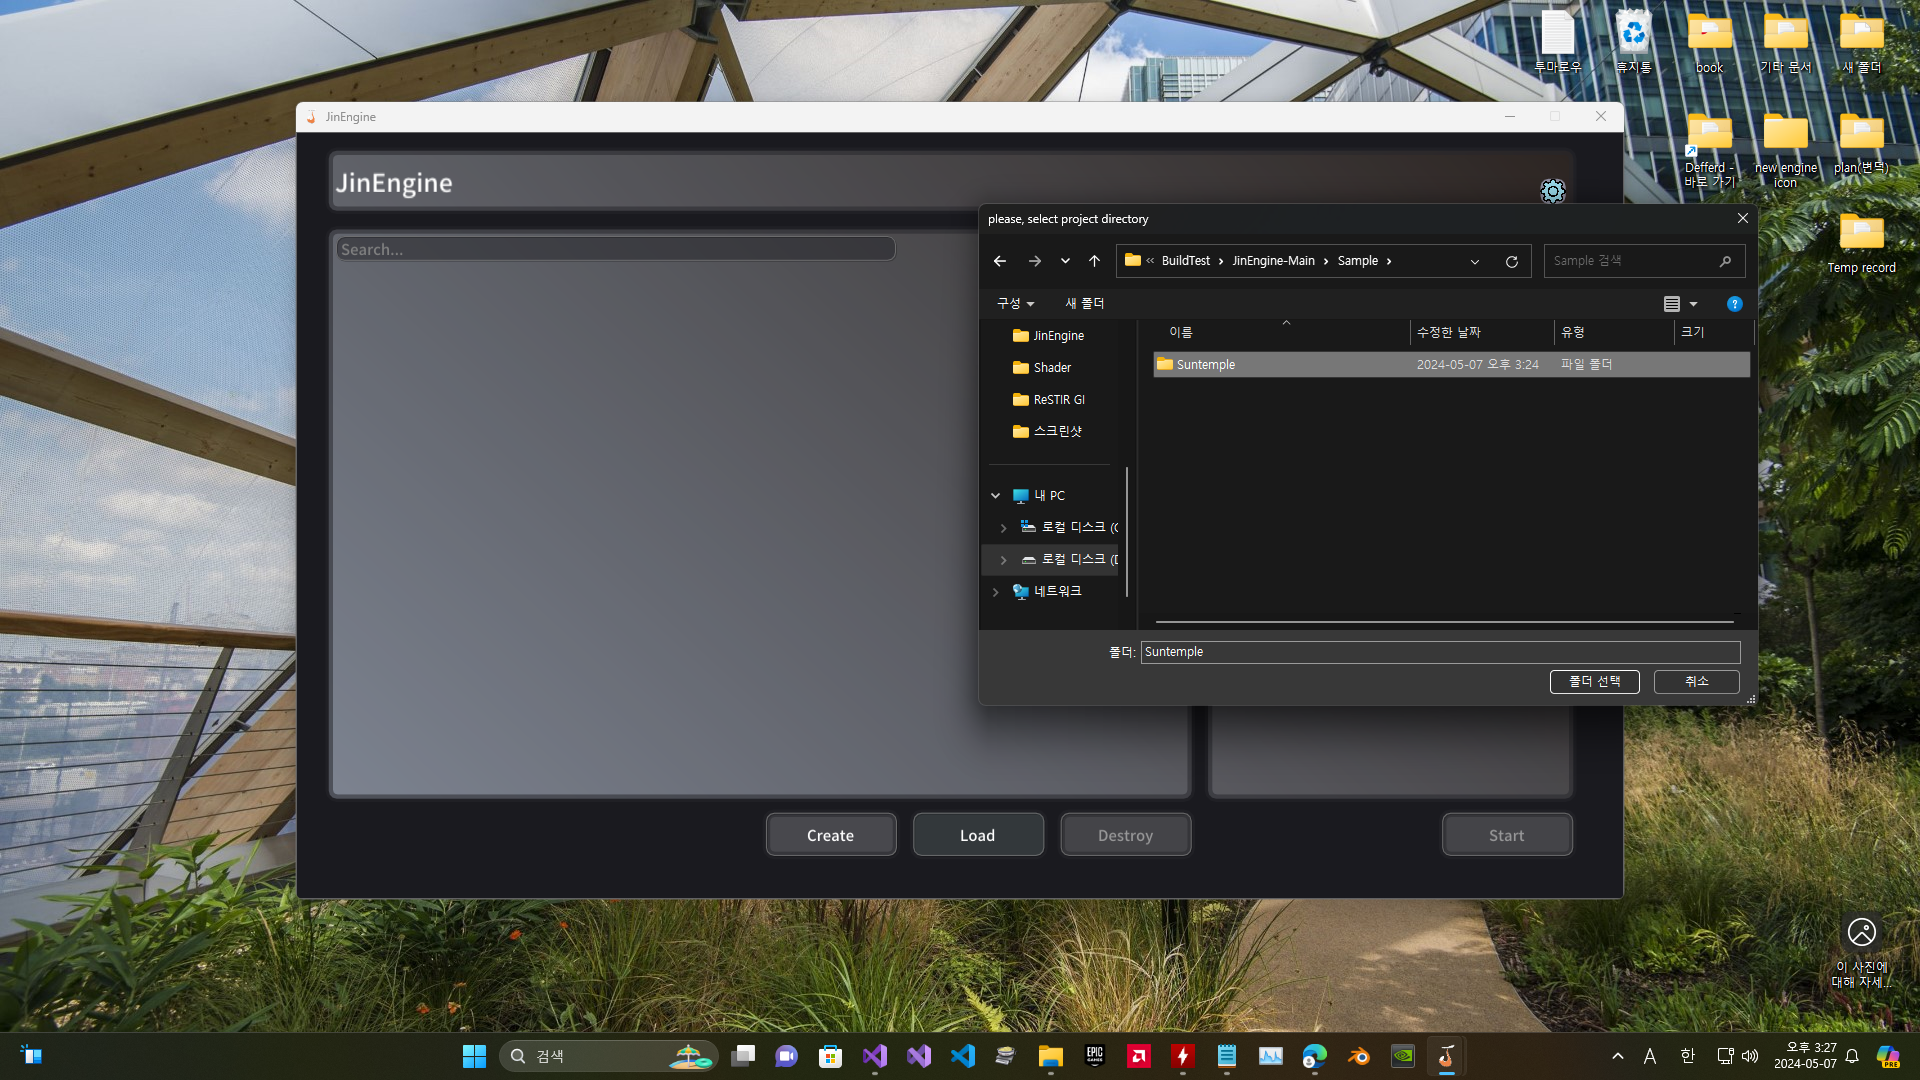 투마로우
휴지통
book
기타 문서
새 폴더
Defferd -
바로 가기
new engine
icon
plan(변덕)
Temp record
JinEngine
JinEngine
Search...
please, select project directory
« BuildTest › JinEngine-Main › Sample ›
Sample 검색
구성
새 폴더
이름
수정한 날짜
유형
크기
JinEngine
Shader
ReSTIR GI
스크린샷
내 PC
로컬 디스크 (C
로컬 디스크 (D
네트워크
Suntemple
2024-05-07 오후 3:24
파일 폴더
폴더:
Suntemple
폴더 선택
취소
Create
Load
Destroy
Start
이 사진에
대해 자세...
검색
EPIC
GAMES
A
한
오후 3:27
2024-05-07
PRE